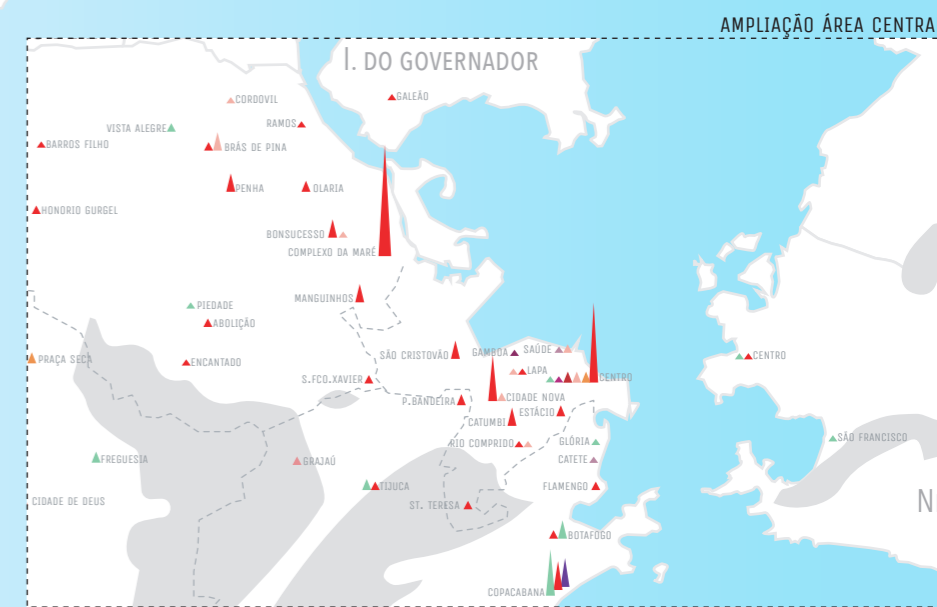 AMPLIAÇÃO ÁREA CENTRA
I. DO GOVERNADOR
GALEÃO
CORDOVIL
RAMOS
VISTA ALEGRE
BARROS FILHO
BRÁS DE PINA
PENHA
OLARIA
HONORIO GURGEL
BONSUCESSO
COMPLEXO DA MARÉ
MANGUINHOS
PIEDADE
ABOLIÇÃO
SÃO CRISTOVÃO
GAMBOA
SAÚDE
PRAÇA SECA
ENCANTADO
CENTRO
LAPA
S.FCO.XAVIER
CENTRO
P.BANDEIRA
CIDADE NOVA
ESTÁCIO
CATUMBI
RIO COMPRIDO
GLÓRIA
SÃO FRANCISCO
FREGUESIA
GRAJAÚ
CATETE
TIJUCA
FLAMENGO
CIDADE DE DEUS
ST. TERESA
N
BOTAFOGO
COPACABANA